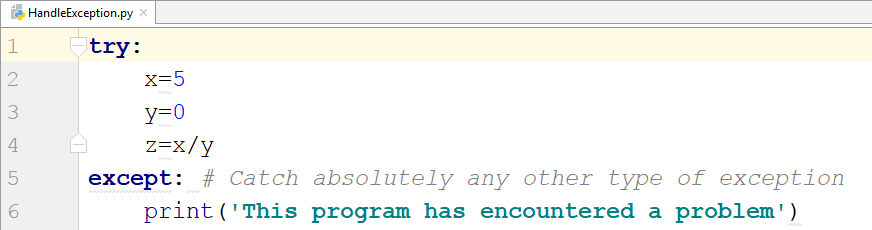 HandleException.py ×
1 try:
2     x=5
3     y=0
4     z=x/y
5 except: # Catch absolutely any other type of exception
6     print('This program has encountered a problem')